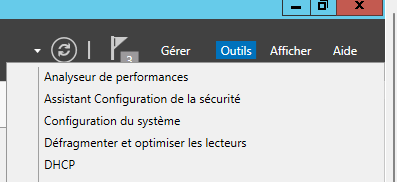 3 Gérer Outils Afficher Aide
Analyseur de performances
Assistant Configuration de la sécurité
Configuration du système
Défragmenter et optimiser les lecteurs
DHCP